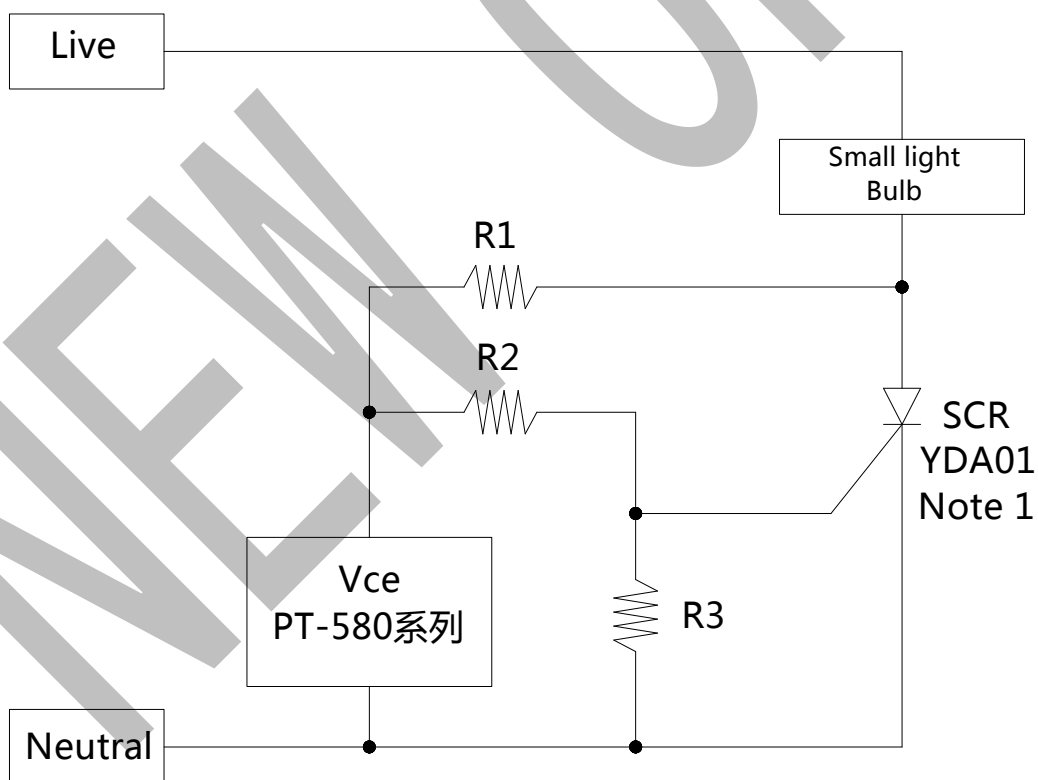 Live
Small light
Bulb
R1
R2
SCR
YDA01
Note 1
Vce
PT-580系列
R3
Neutral
NEW